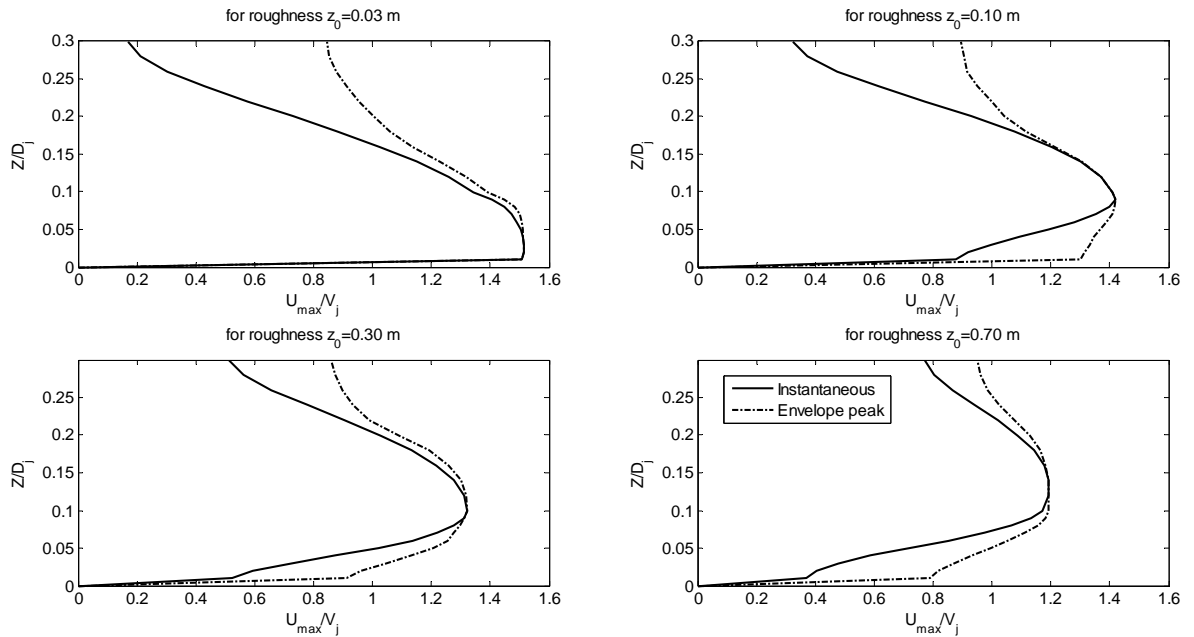 for roughness z₀=0.03 m
0.3
0.25
0.2
0.15
0.1
0.05
0
Z/Dⱼ
0 0.2 0.4 0.6 0.8 1 1.2 1.4 1.6
Uₘₐₓ/Vⱼ
for roughness z₀=0.10 m
0.3
0.25
0.2
0.15
0.1
0.05
0
Z/Dⱼ
0 0.2 0.4 0.6 0.8 1 1.2 1.4 1.6
Uₘₐₓ/Vⱼ
for roughness z₀=0.30 m
0.25
0.2
0.15
0.1
0.05
0
Z/Dⱼ
0 0.2 0.4 0.6 0.8 1 1.2 1.4 1.6
Uₘₐₓ/Vⱼ
for roughness z₀=0.70 m
Instantaneous
Envelope peak
0.25
0.2
0.15
0.1
0.05
0
Z/Dⱼ
0 0.2 0.4 0.6 0.8 1 1.2 1.4 1.6
Uₘₐₓ/Vⱼ